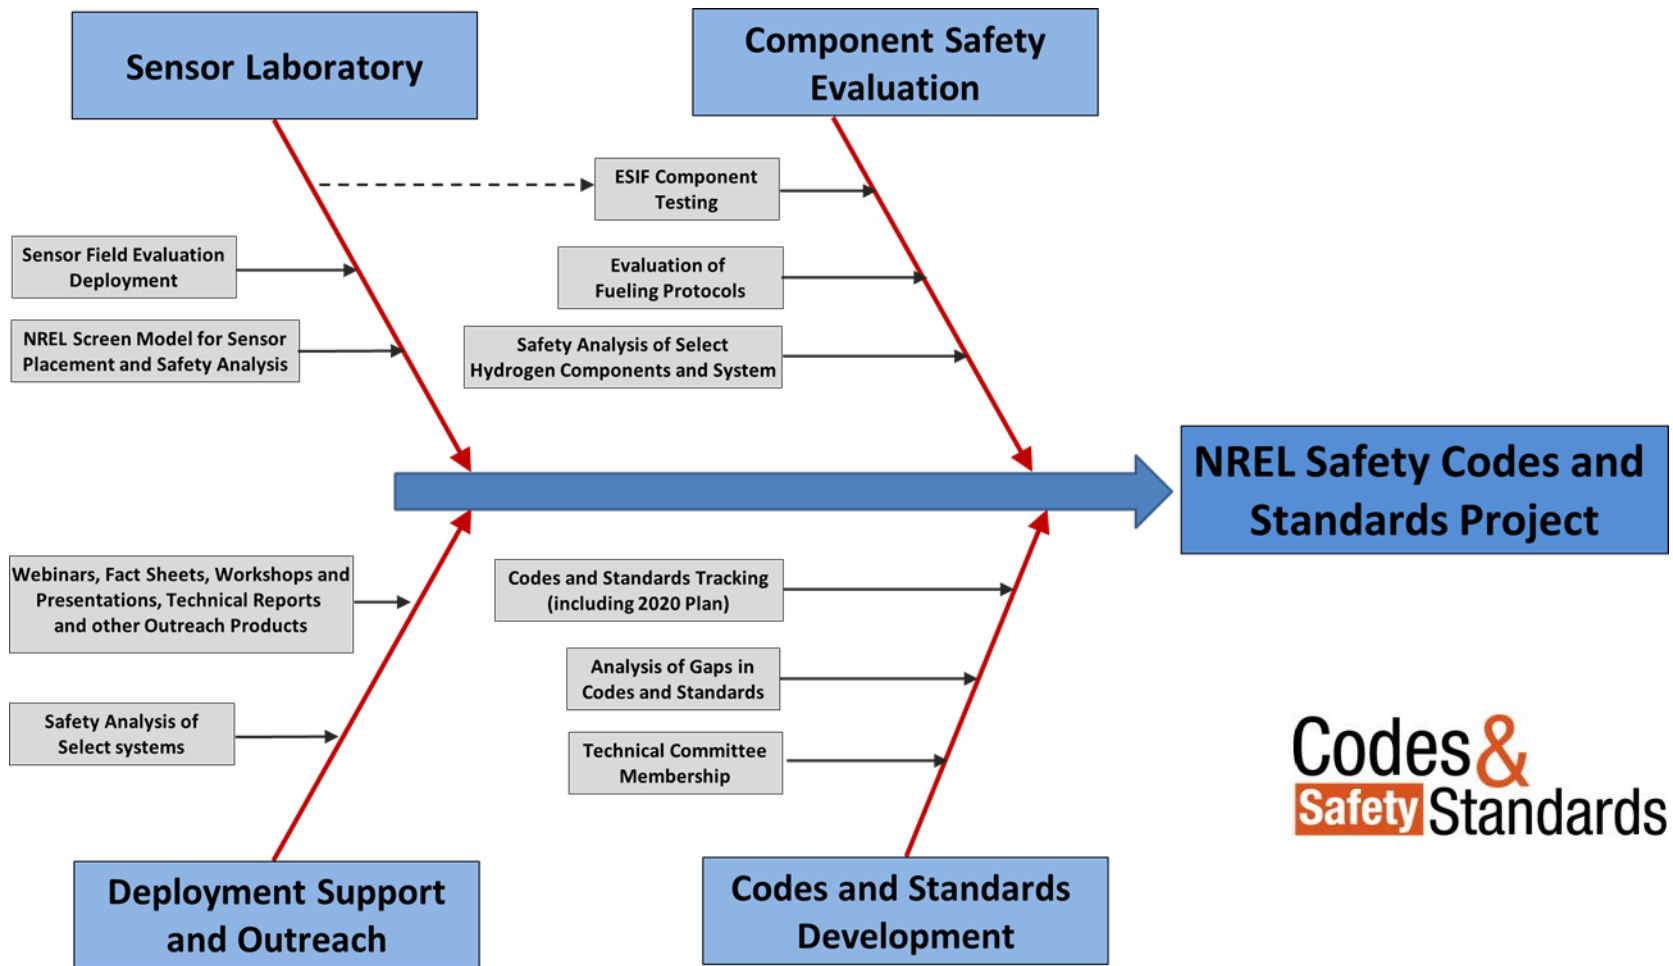 Sensor Laboratory
Component Safety
Evaluation
ESIF Component
Testing
Sensor Field Evaluation
Deployment
Evaluation of
Fueling Protocols
NREL Screen Model for Sensor
Placement and Safety Analysis
Safety Analysis of Select
Hydrogen Components and System
NREL Safety Codes and
Standards Project
Webinars, Fact Sheets, Workshops and
Presentations, Technical Reports
and other Outreach Products
Codes and Standards Tracking
(including 2020 Plan)
Analysis of Gaps in
Codes and Standards
Safety Analysis of
Select systems
Technical Committee
Membership
Codes &
Safety Standards
Deployment Support
and Outreach
Codes and Standards
Development